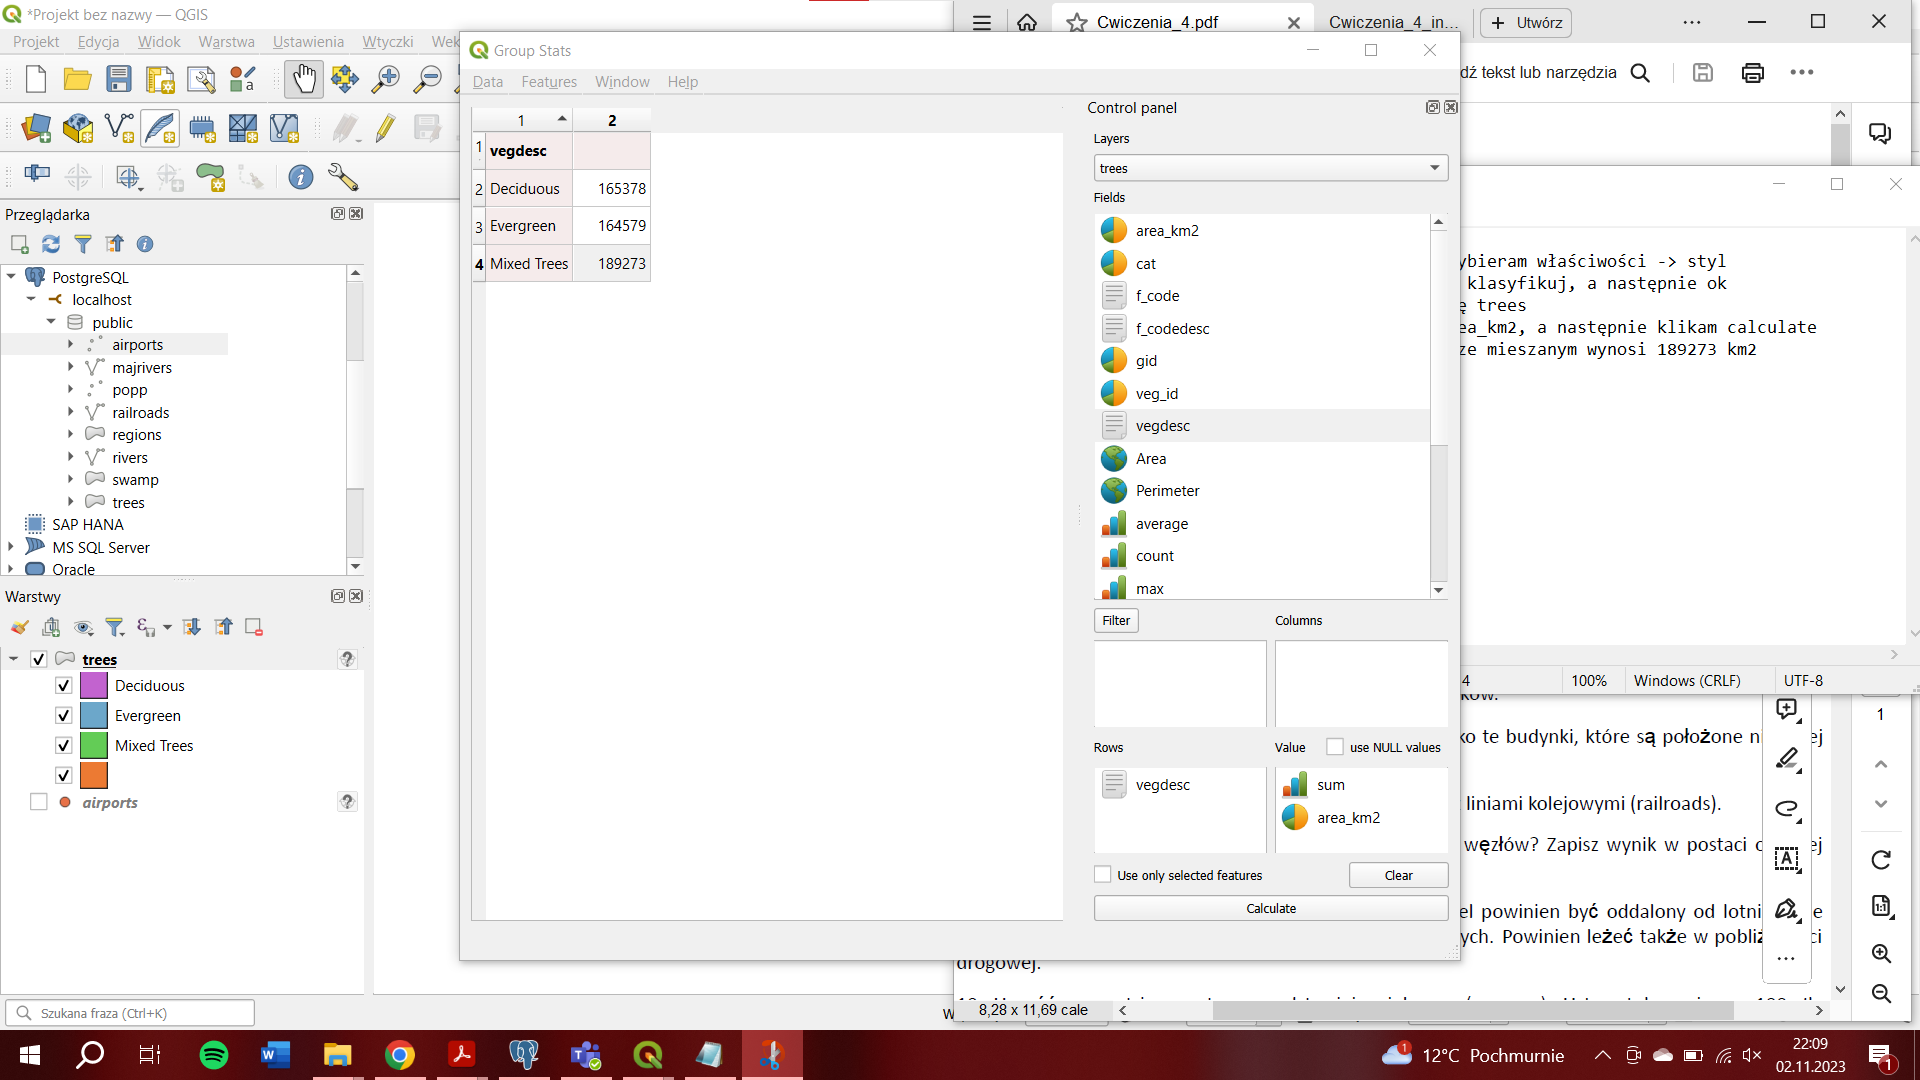 *Projekt bez nazwy — QGIS
Projekt Edycja Widok Warstwa Ustawienia Wtyczki
Przeglądarka
PostgreSQL
localhost
public
airports
majrivers
popp
railroads
regions
rivers
swamp
trees
SAP HANA
MS SQL Server
Oracle
Warstwy
trees
Deciduous
Evergreen
Mixed Trees
airports
Szukana fraza (Ctrl+K)
Group Stats
Data Features Window Help
1 2
1 vegdesc
2 Deciduous 165378
3 Evergreen 164579
4 Mixed Trees 189273
Control panel
Layers
trees
Fields
area_km2
cat
f_code
f_codedesc
gid
veg_id
vegdesc
Area
Perimeter
average
count
max
Filter Columns
Rows Value use NULL values
vegdesc sum
area_km2
Use only selected features Clear
Calculate
Cwiczenia_4.pdf Cwiczenia_4_in... Utwórz
dź tekst lub narzędzia
ybieram właściwości -> styl
klasyfikuj, a następnie ok
ę trees
ea_km2, a następnie klikam calculate
ze mieszanym wynosi 189273 km2
4 100% Windows (CRLF) UTF-8
ko te budynki, które są położone n ej
liniami kolejowymi (railroads).
węzłów? Zapisz wynik w postaci o ej
el powinien być oddalony od lotni e
ych. Powinien leżeć także w pobliż ci
drogowej.
8,28 x 11,69 cale
1
12°C Pochmurnie
22:09
02.11.2023
1